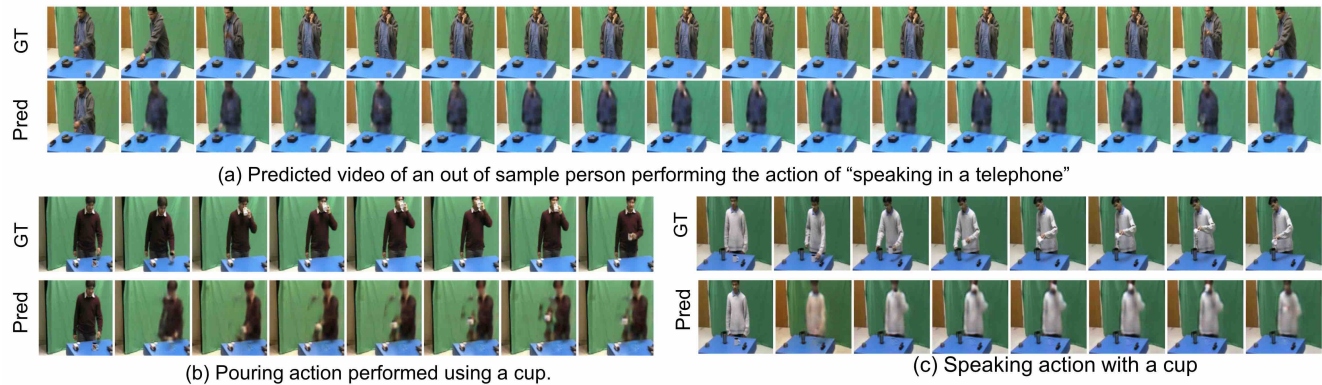 GT
Pred
(a) Predicted video of an out of sample person performing the action of “speaking in a telephone”
GT
Pred
(b) Pouring action performed using a cup.
GT
Pred
(c) Speaking action with a cup